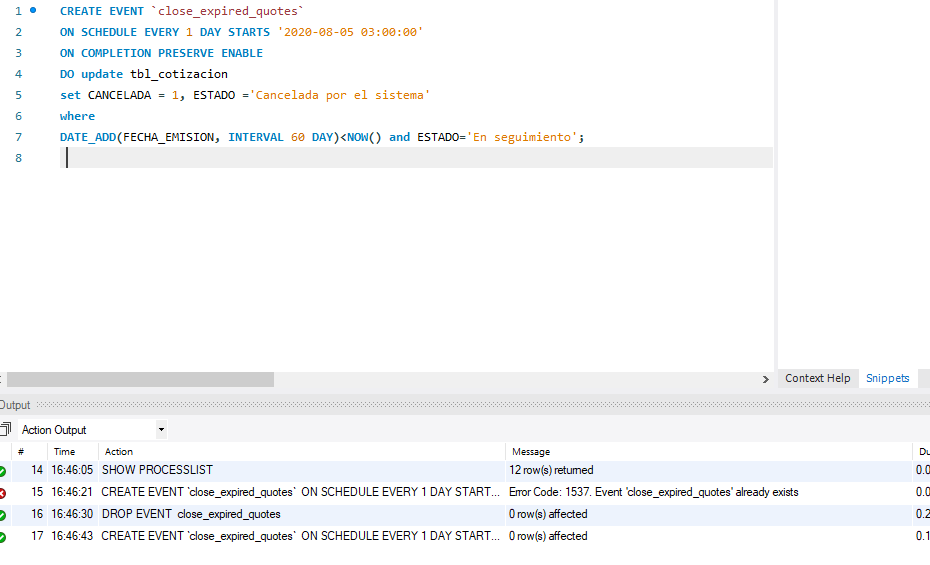 1 CREATE EVENT `close_expired_quotes`
2 ON SCHEDULE EVERY 1 DAY STARTS '2020-08-05 03:00:00'
3 ON COMPLETION PRESERVE ENABLE
4 DO update tbl_cotizacion
5 set CANCELADA = 1, ESTADO ='Cancelada por el sistema'
6 where
7 DATE_ADD(FECHA_EMISION, INTERVAL 60 DAY)<NOW() and ESTADO='En seguimiento';
8
Context Help Snippets
Output
Action Output
# Time Action Message Du
14 16:46:05 SHOW PROCESSLIST 12 row(s) returned 0.0
15 16:46:21 CREATE EVENT `close_expired_quotes` ON SCHEDULE EVERY 1 DAY START... Error Code: 1537. Event 'close_expired_quotes' already exists 0.0
16 16:46:30 DROP EVENT close_expired_quotes 0 row(s) affected 0.2
17 16:46:43 CREATE EVENT `close_expired_quotes` ON SCHEDULE EVERY 1 DAY START... 0 row(s) affected 0.1